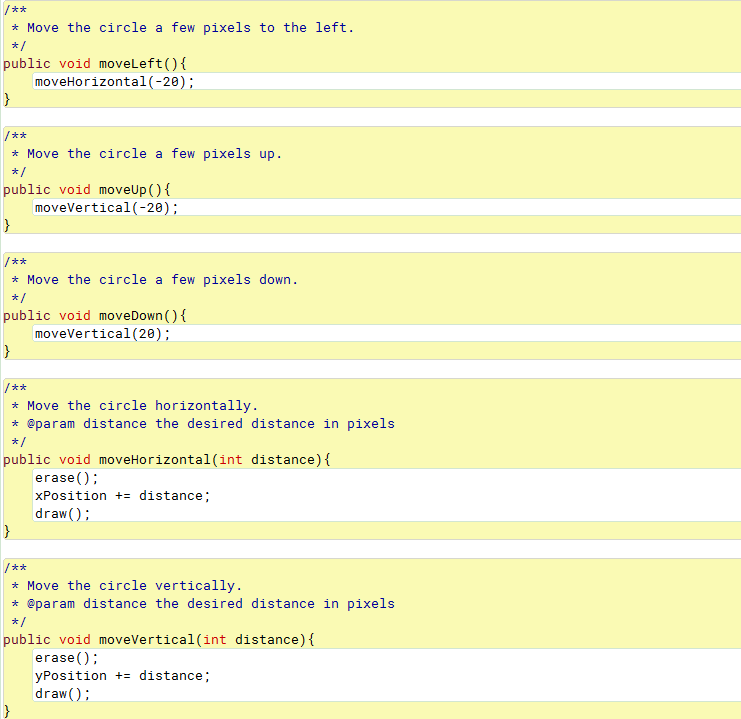 /**
 * Move the circle a few pixels to the left.
 */
public void moveLeft(){
    moveHorizontal(-20);
}
/**
 * Move the circle a few pixels up.
 */
public void moveUp(){
    moveVertical(-20);
}
/**
 * Move the circle a few pixels down.
 */
public void moveDown(){
    moveVertical(20);
}
/**
 * Move the circle horizontally.
 * @param distance the desired distance in pixels
 */
public void moveHorizontal(int distance){
    erase();
    xPosition += distance;
    draw();
}
/**
 * Move the circle vertically.
 * @param distance the desired distance in pixels
 */
public void moveVertical(int distance){
    erase();
    yPosition += distance;
    draw();
}